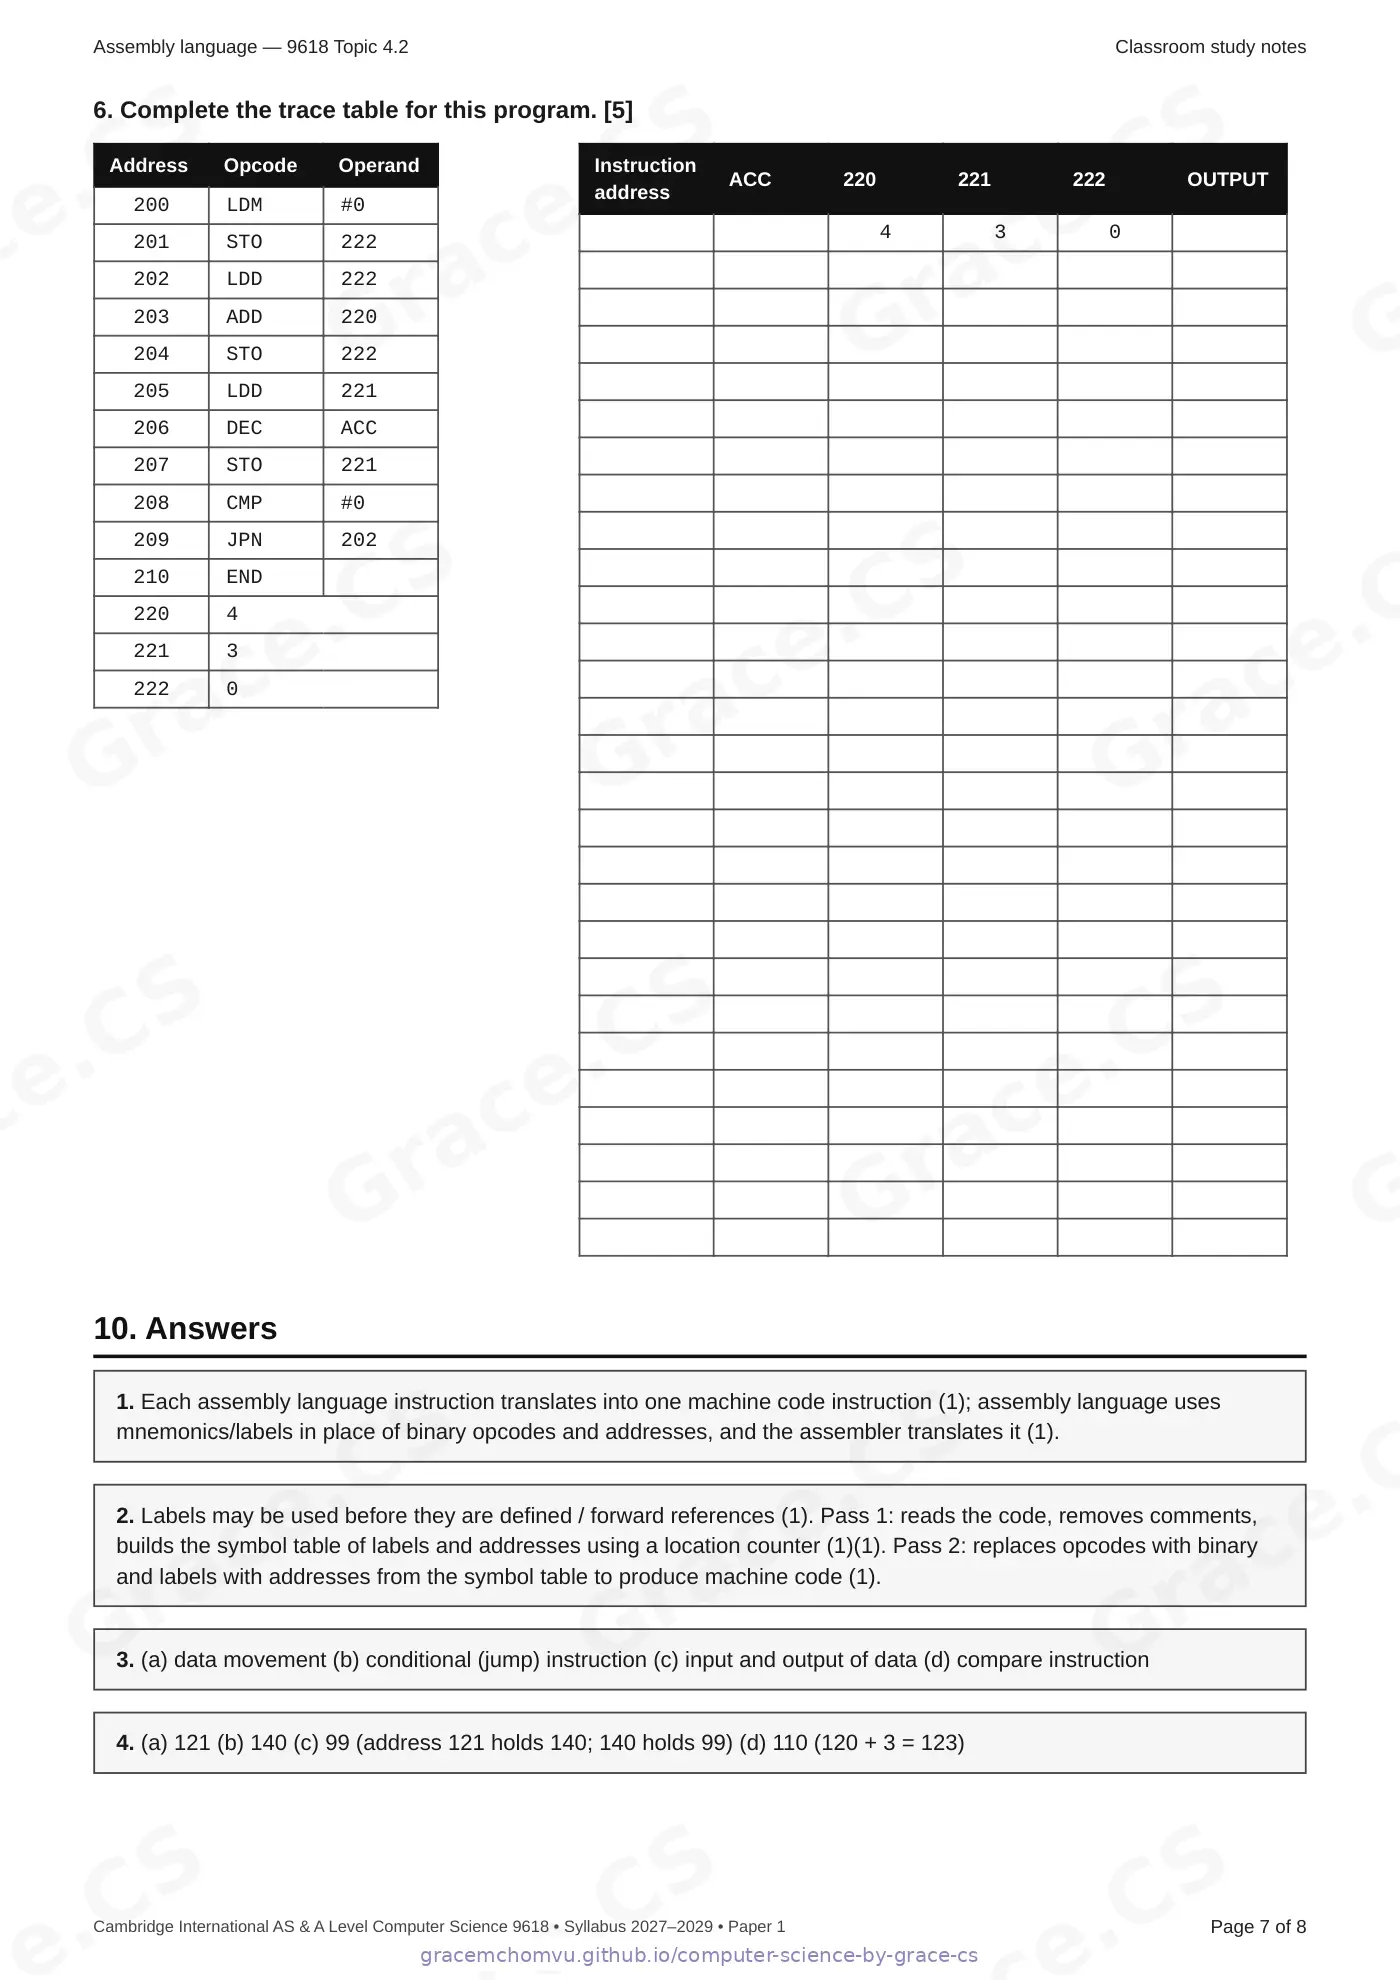 Assembly language — 9618 Topic 4.2 Classroom study notes
6. Complete the trace table for this program. [5]
Address Opcode Operand
200 LDM #0
201 STO 222
202 LDD 222
203 ADD 220
204 STO 222
205 LDD 221
206 DEC ACC
207 STO 221
208 CMP #0
209 JPN 202
210 END
220 4
221 3
222 0
Instruction address ACC 220 221 222 OUTPUT
4 3 0
10. Answers
1. Each assembly language instruction translates into one machine code instruction (1); assembly language uses
mnemonics/labels in place of binary opcodes and addresses, and the assembler translates it (1).
2. Labels may be used before they are defined / forward references (1). Pass 1: reads the code, removes comments,
builds the symbol table of labels and addresses using a location counter (1)(1). Pass 2: replaces opcodes with binary
and labels with addresses from the symbol table to produce machine code (1).
3. (a) data movement (b) conditional (jump) instruction (c) input and output of data (d) compare instruction
4. (a) 121 (b) 140 (c) 99 (address 121 holds 140; 140 holds 99) (d) 110 (120 + 3 = 123)
Cambridge International AS & A Level Computer Science 9618 • Syllabus 2027–2029 • Paper 1 Page 7 of 8
gracemchomvu.github.io/computer-science-by-grace-cs
Grace.CS